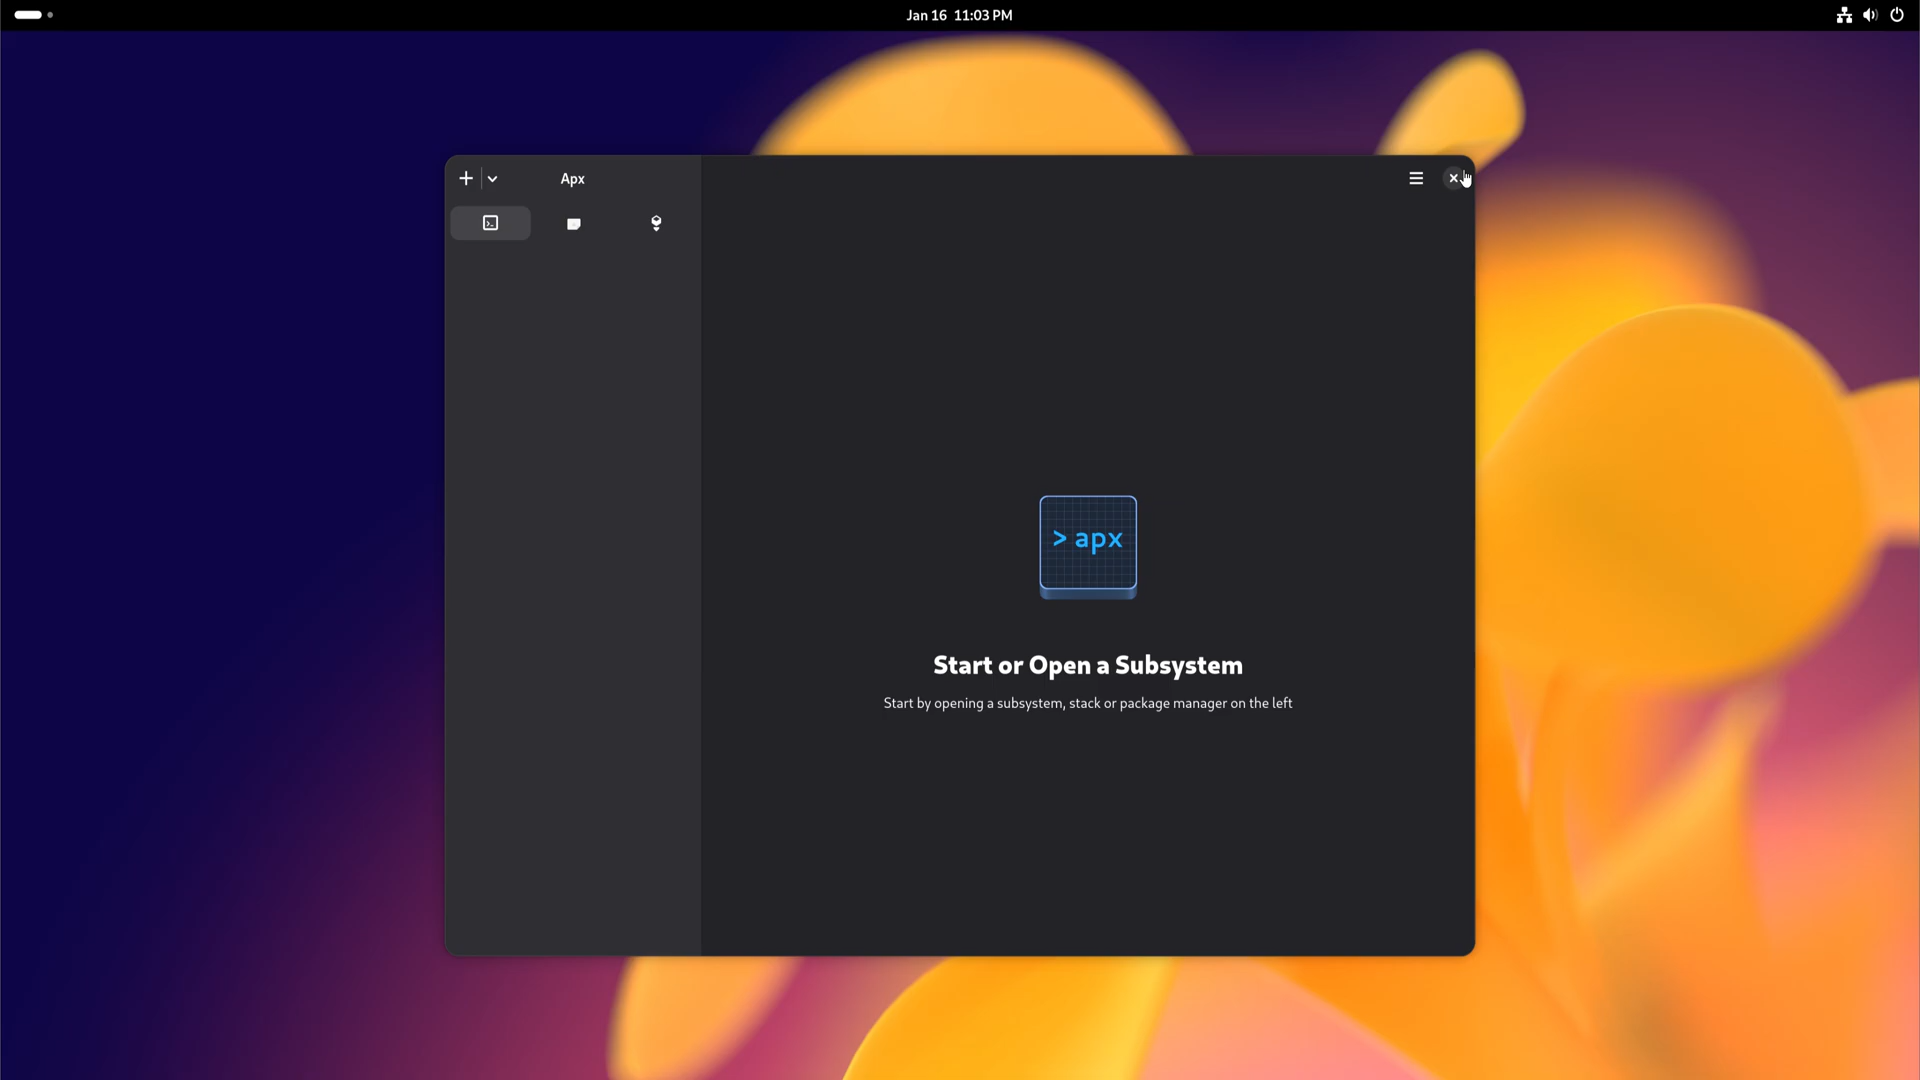 Jan 16 11:03 PM
Apx
> apx
Start or Open a Subsystem
Start by opening a subsystem, stack or package manager on the left